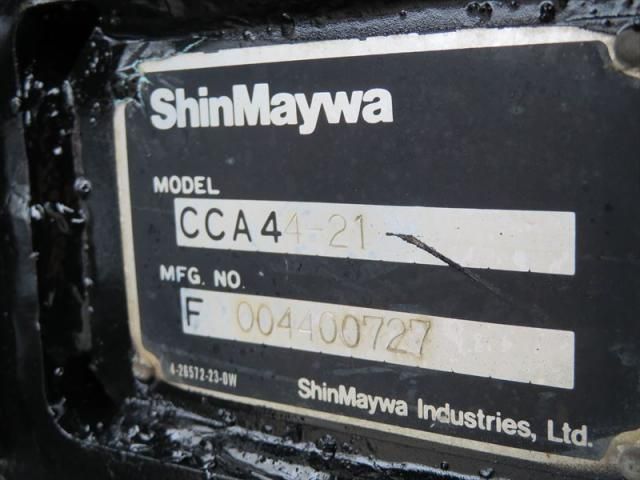 ShinMaywa
MODEL
CCA44-21
MFG. NO.
F 004400727
4-26572-23-0W
ShinMaywa Industries, Ltd.